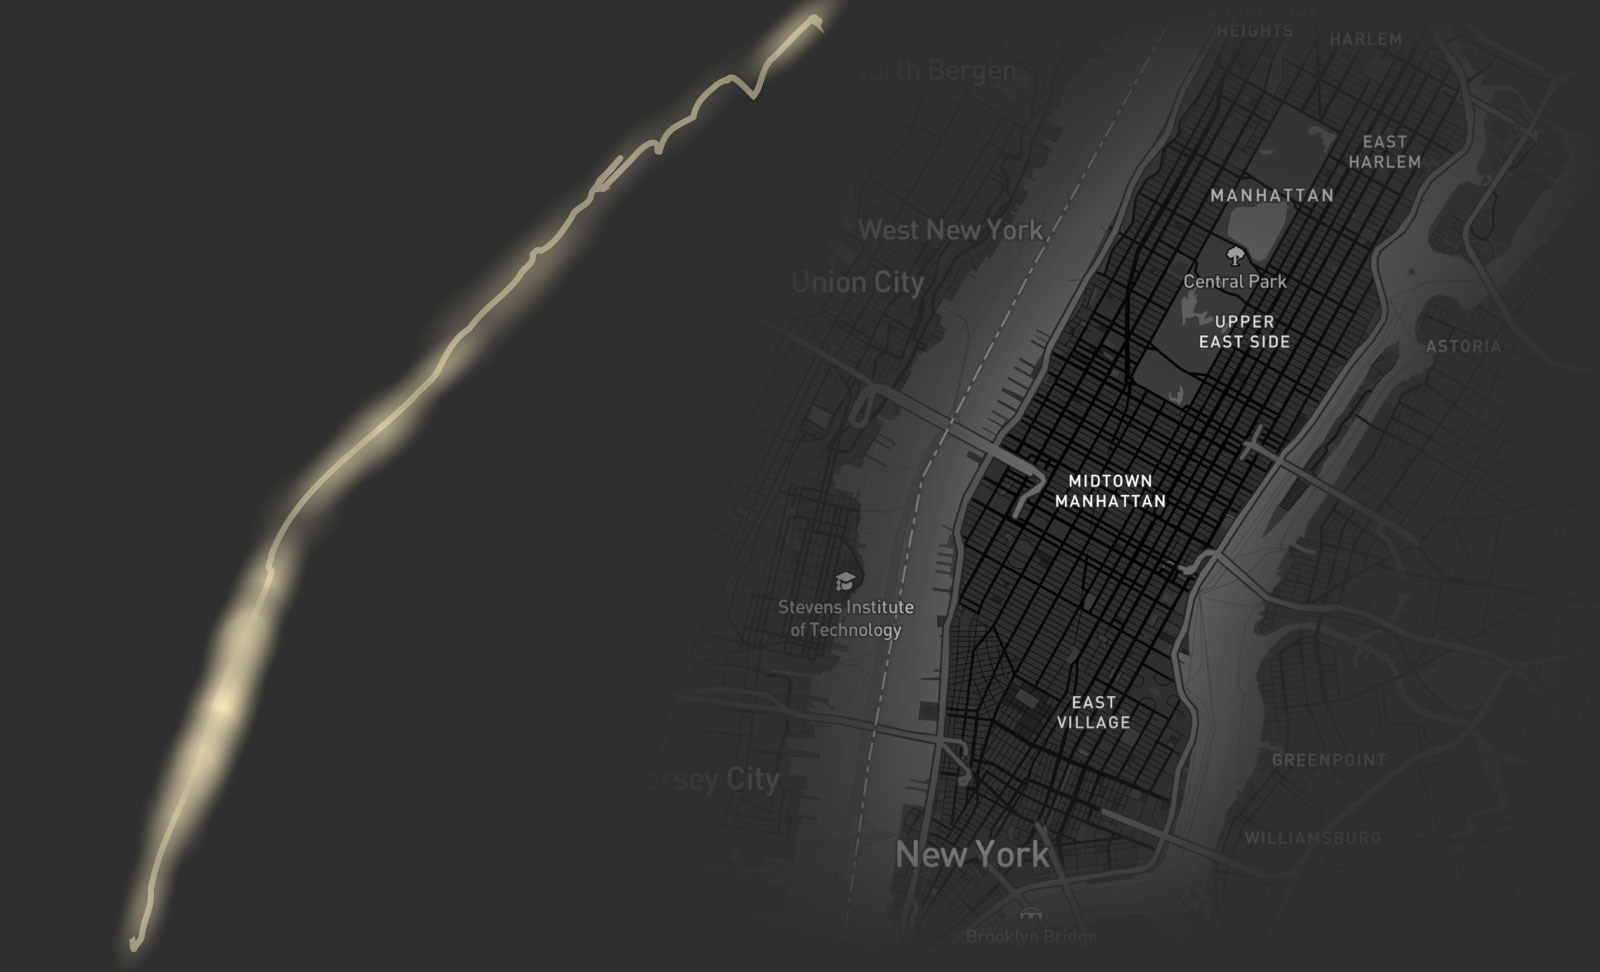 MORNINGSIDE
HEIGHTS
HARLEM
North Bergen
EAST
HARLEM
MANHATTAN
West New York
Central Park
Union City
UPPER
EAST SIDE
ASTORIA
MIDTOWN
MANHATTAN
Stevens Institute
of Technology
EAST
VILLAGE
GREENPOINT
ersey City
WILLIAMSBURG
New York
Brooklyn Bridge